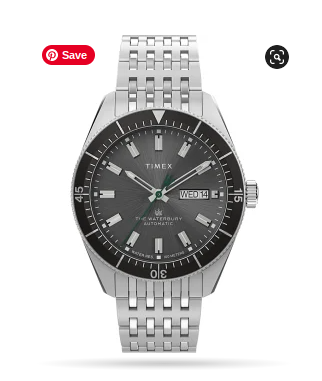 Save
TIMEX
WED 14
45
15
THE WATERBURY
AUTOMATIC
30